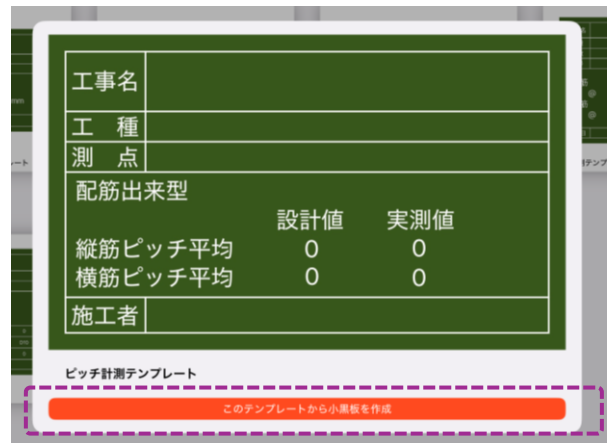 工事名
工 種
測 点
配筋出来型
設計値 実測値
縦筋ピッチ平均 0 0
横筋ピッチ平均 0 0
施工者
ピッチ計測テンプレート
このテンプレートから小黒板を作成
mm
ート